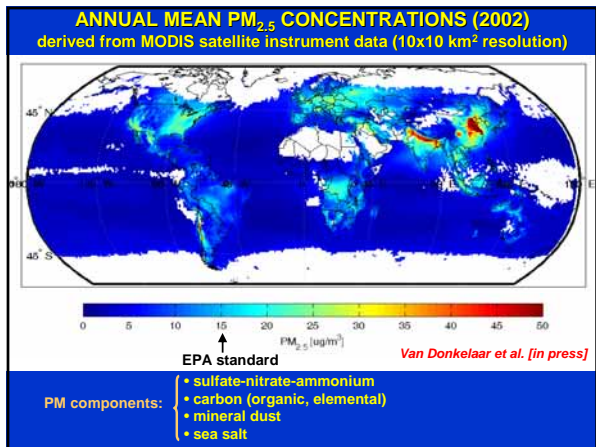 ANNUAL MEAN PM2.5 CONCENTRATIONS (2002)
derived from MODIS satellite instrument data (10x10 km2 resolution)
45° N
45° S
0 5 10 15 20 25 30 35 40 45 50
PM2.5 [ug/m3]
EPA standard
Van Donkelaar et al. [in press]
PM components:
• sulfate-nitrate-ammonium
• carbon (organic, elemental)
• mineral dust
• sea salt